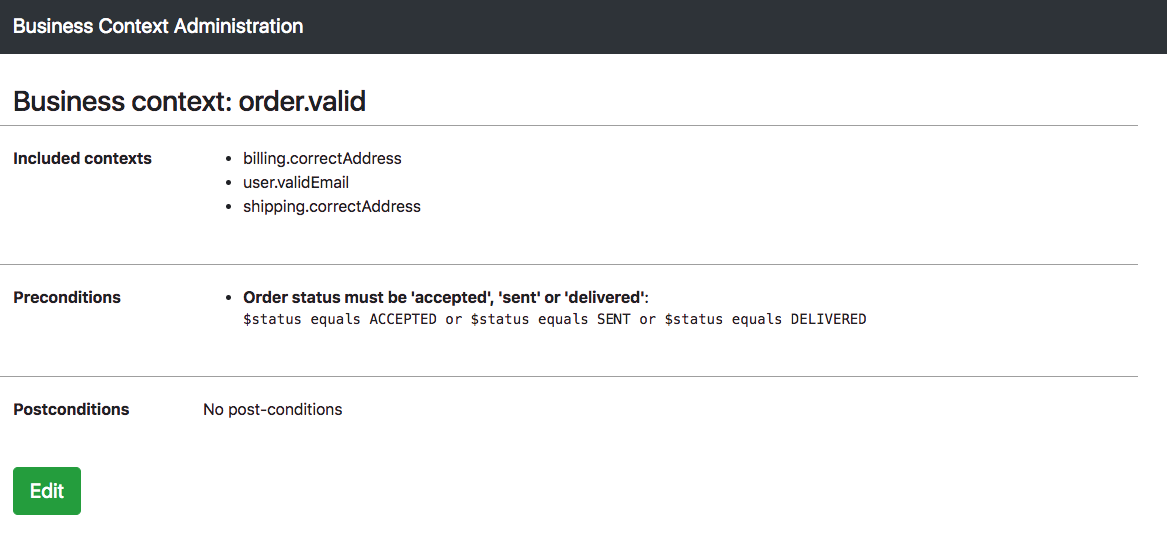 Business Context Administration
Business context: order.valid
Included contexts
• billing.correctAddress
• user.validEmail
• shipping.correctAddress
Preconditions
• Order status must be 'accepted', 'sent' or 'delivered':
$status equals ACCEPTED or $status equals SENT or $status equals DELIVERED
Postconditions
No post-conditions
Edit